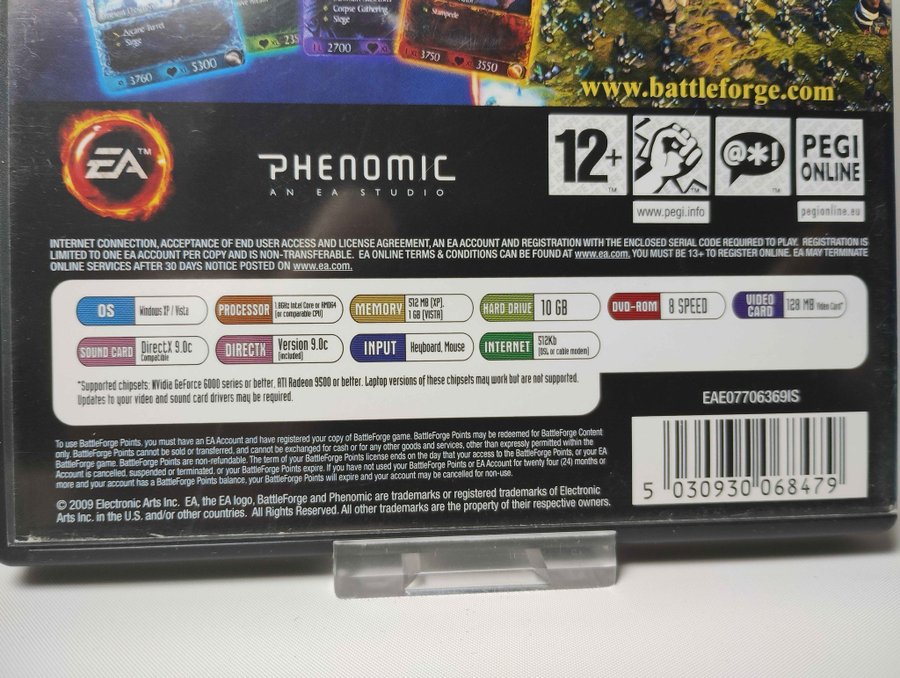 Arcane Turret
Siege
3760 5300
235
Corpse Gathering
Siege
2700
Stampede
3750 3550
www.battleforge.com
EA™
PHENOMIC
AN EA STUDIO
12+
@*!
PEGI
ONLINE
www.pegi.info
pegionline.eu
INTERNET CONNECTION, ACCEPTANCE OF END USER ACCESS AND LICENSE AGREEMENT, AN EA ACCOUNT AND REGISTRATION WITH THE ENCLOSED SERIAL CODE REQUIRED TO PLAY. REGISTRATION IS
LIMITED TO ONE EA ACCOUNT PER COPY AND IS NON-TRANSFERABLE. EA ONLINE TERMS & CONDITIONS CAN BE FOUND AT www.ea.com. YOU MUST BE 13+ TO REGISTER ONLINE. EA MAY TERMINATE
ONLINE SERVICES AFTER 30 DAYS NOTICE POSTED ON www.ea.com.
OS Windows XP / Vista
PROCESSOR 1.8GHz Intel Core or AMD64
(or comparable CPU)
MEMORY 512 MB (XP),
1 GB (VISTA)
HARD DRIVE 10 GB
DVD-ROM 8 SPEED
VIDEO
CARD 128 MB Video Card*
SOUND CARD DirectX 9.0c
Compatible
DIRECTX Version 9.0c
(included)
INPUT Keyboard, Mouse
INTERNET 512Kb
(DSL or cable modem)
*Supported chipsets: NVidia GeForce 6000 series or better, ATI Radeon 9500 or better. Laptop versions of these chipsets may work but are not supported.
Updates to your video and sound card drivers may be required.
EAE07706369IS
To use BattleForge Points, you must have an EA Account and have registered your copy of BattleForge game. BattleForge Points may be redeemed for BattleForge Content
only. BattleForge Points cannot be sold or transferred, and cannot be exchanged for cash or for any other goods and services, other than expressly permitted within the
BattleForge game. BattleForge Points are non-refundable. The term of your BattleForge Points license ends on the day that your access to the BattleForge Points, or your EA
Account is cancelled, suspended or terminated, or your BattleForge Points expire. If you have not used your BattleForge Points or EA Account for twenty four (24) months or
more and your account has a BattleForge Points balance, your BattleForge Points will expire and your account may be cancelled for non-use.
© 2009 Electronic Arts Inc. EA, the EA logo, BattleForge and Phenomic are trademarks or registered trademarks of Electronic
Arts Inc. in the U.S. and/or other countries. All Rights Reserved. All other trademarks are the property of their respective owners.
5 030930 068479